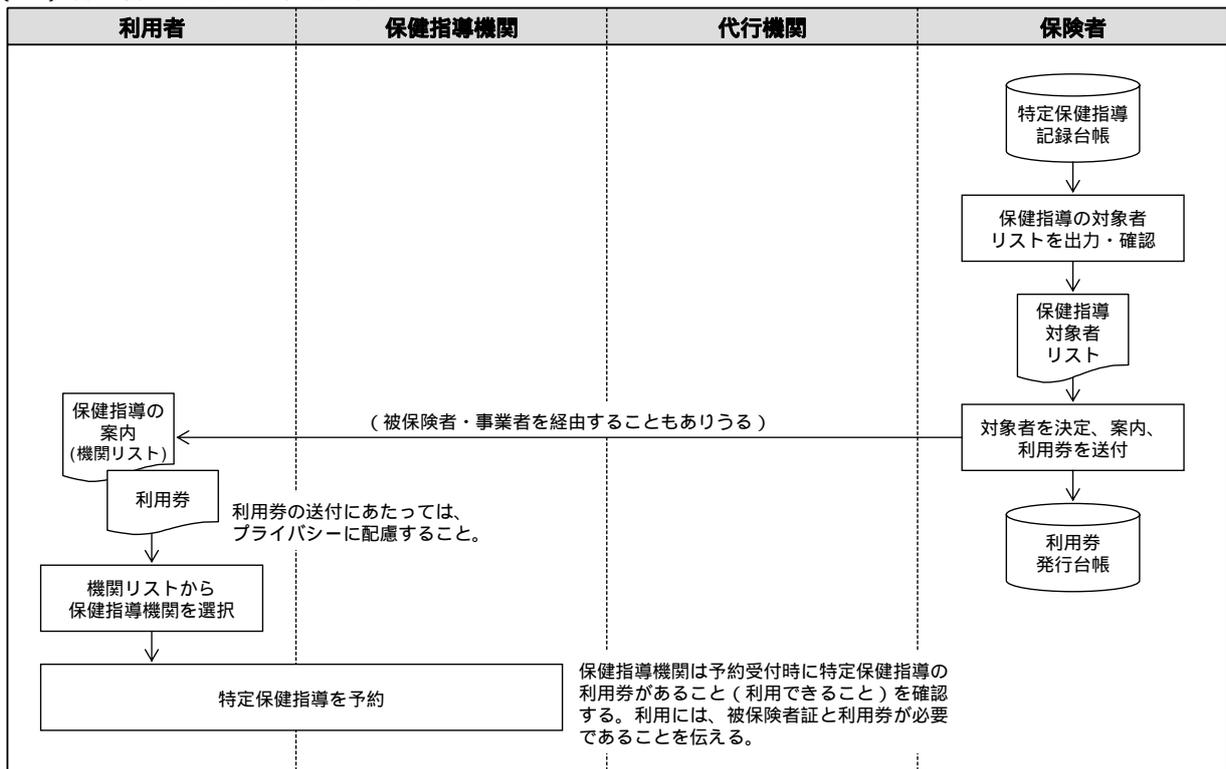 利用者
保健指導機関
代行機関
保険者
特定保健指導
記録台帳
保健指導の対象者
リストを出力・確認
保健指導
対象者
リスト
対象者を決定、案内、
利用券を送付
(被保険者・事業者を経由することもありうる)
保健指導の
案内
(機関リスト)
利用券
利用券の送付にあたっては、
プライバシーに配慮すること。
利用券
発行台帳
機関リストから
保健指導機関を選択
特定保健指導を予約
保健指導機関は予約受付時に特定保健指導の
利用券があること(利用できること)を確認
する。利用には、被保険者証と利用券が必要
であることを伝える。